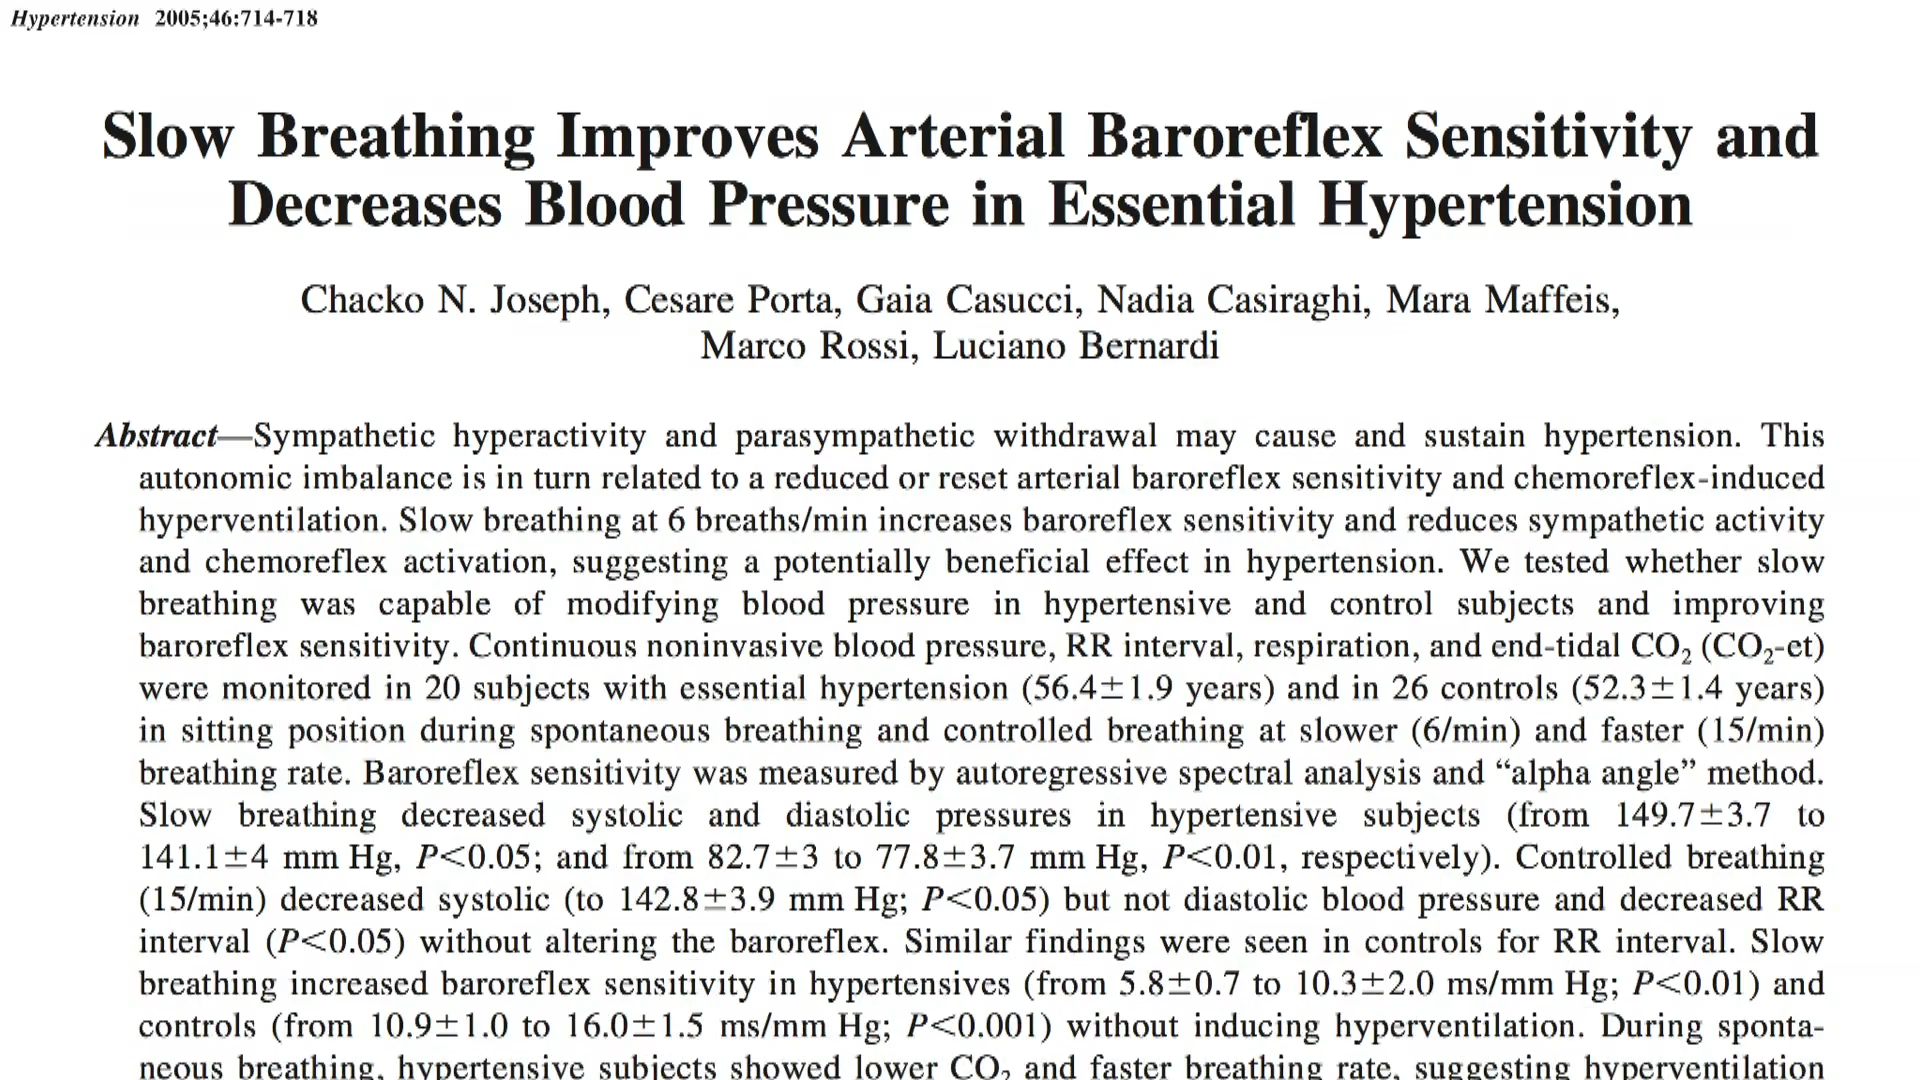 Hypertension 2005;46:714-718
Slow Breathing Improves Arterial Baroreflex Sensitivity and
Decreases Blood Pressure in Essential Hypertension
Chacko N. Joseph, Cesare Porta, Gaia Casucci, Nadia Casiraghi, Mara Maffeis,
Marco Rossi, Luciano Bernardi
Abstract—Sympathetic hyperactivity and parasympathetic withdrawal may cause and sustain hypertension. This
autonomic imbalance is in turn related to a reduced or reset arterial baroreflex sensitivity and chemoreflex-induced
hyperventilation. Slow breathing at 6 breaths/min increases baroreflex sensitivity and reduces sympathetic activity
and chemoreflex activation, suggesting a potentially beneficial effect in hypertension. We tested whether slow
breathing was capable of modifying blood pressure in hypertensive and control subjects and improving
baroreflex sensitivity. Continuous noninvasive blood pressure, RR interval, respiration, and end-tidal CO₂ (CO₂-et)
were monitored in 20 subjects with essential hypertension (56.4±1.9 years) and in 26 controls (52.3±1.4 years)
in sitting position during spontaneous breathing and controlled breathing at slower (6/min) and faster (15/min)
breathing rate. Baroreflex sensitivity was measured by autoregressive spectral analysis and “alpha angle” method.
Slow breathing decreased systolic and diastolic pressures in hypertensive subjects (from 149.7±3.7 to
141.1±4 mm Hg, P<0.05; and from 82.7±3 to 77.8±3.7 mm Hg, P<0.01, respectively). Controlled breathing
(15/min) decreased systolic (to 142.8±3.9 mm Hg; P<0.05) but not diastolic blood pressure and decreased RR
interval (P<0.05) without altering the baroreflex. Similar findings were seen in controls for RR interval. Slow
breathing increased baroreflex sensitivity in hypertensives (from 5.8±0.7 to 10.3±2.0 ms/mm Hg; P<0.01) and
controls (from 10.9±1.0 to 16.0±1.5 ms/mm Hg; P<0.001) without inducing hyperventilation. During sponta-
neous breathing, hypertensive subjects showed lower CO₂ and faster breathing rate, suggesting hyperventilation